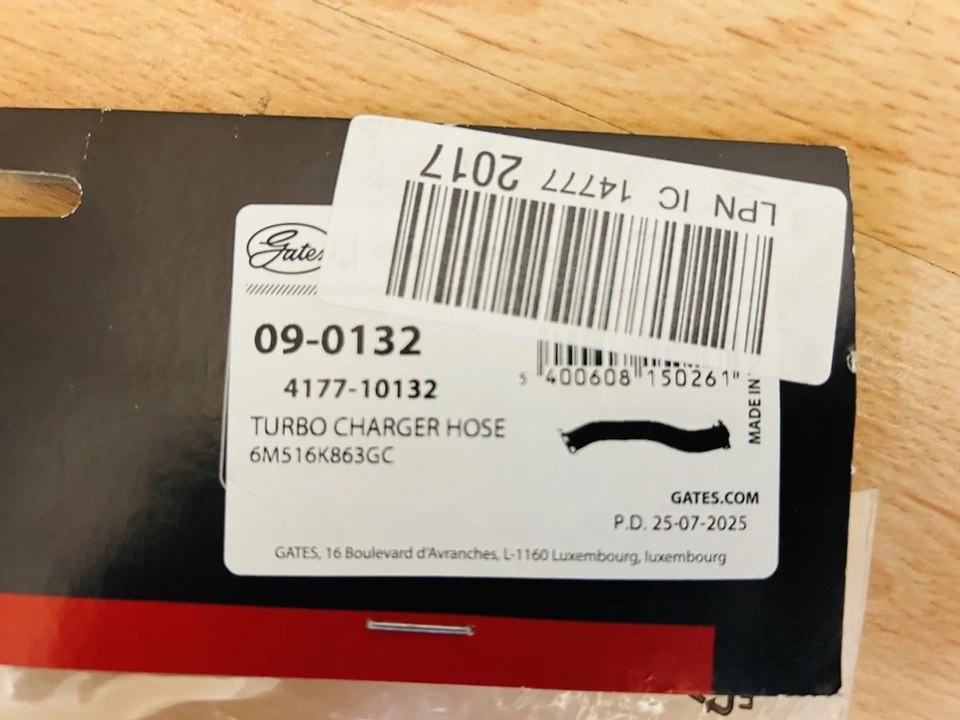 LPN IC 14777 2017
Gates
09-0132
4177-10132
5 400608 150261
TURBO CHARGER HOSE
6M516K863GC
MADE IN
GATES.COM
P.D. 25-07-2025
GATES, 16 Boulevard d'Avranches, L-1160 Luxembourg, luxembourg